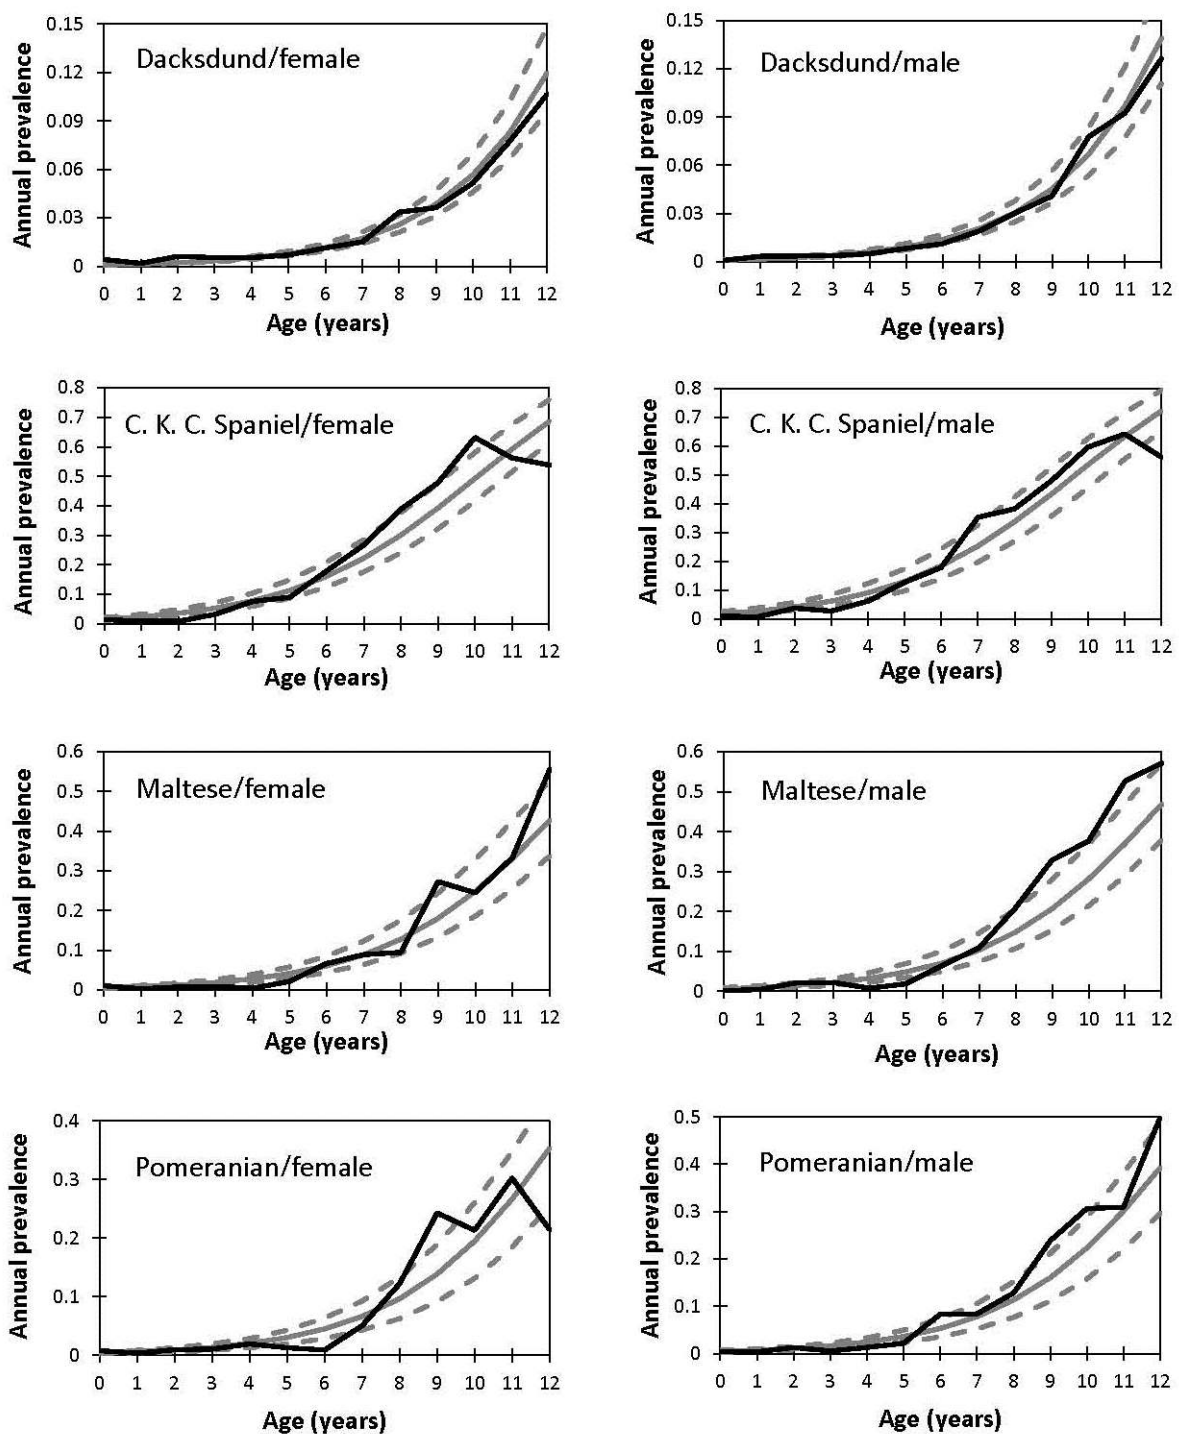 Annual prevalence
0.15
0.12
0.09
0.06
0.03
0
Dacksdund/female
0 1 2 3 4 5 6 7 8 9 10 11 12
Age (years)
Annual prevalence
0.15
0.12
0.09
0.06
0.03
0
Dacksdund/male
0 1 2 3 4 5 6 7 8 9 10 11 12
Age (years)
Annual prevalence
0.8
0.7
0.6
0.5
0.4
0.3
0.2
0.1
0
C. K. C. Spaniel/female
0 1 2 3 4 5 6 7 8 9 10 11 12
Age (years)
Annual prevalence
0.8
0.7
0.6
0.5
0.4
0.3
0.2
0.1
0
C. K. C. Spaniel/male
0 1 2 3 4 5 6 7 8 9 10 11 12
Age (years)
Annual prevalence
0.6
0.5
0.4
0.3
0.2
0.1
0
Maltese/female
0 1 2 3 4 5 6 7 8 9 10 11 12
Age (years)
Annual prevalence
0.6
0.5
0.4
0.3
0.2
0.1
0
Maltese/male
0 1 2 3 4 5 6 7 8 9 10 11 12
Age (years)
Annual prevalence
0.4
0.3
0.2
0.1
0
Pomeranian/female
0 1 2 3 4 5 6 7 8 9 10 11 12
Age (years)
Annual prevalence
0.5
0.4
0.3
0.2
0.1
0
Pomeranian/male
0 1 2 3 4 5 6 7 8 9 10 11 12
Age (years)